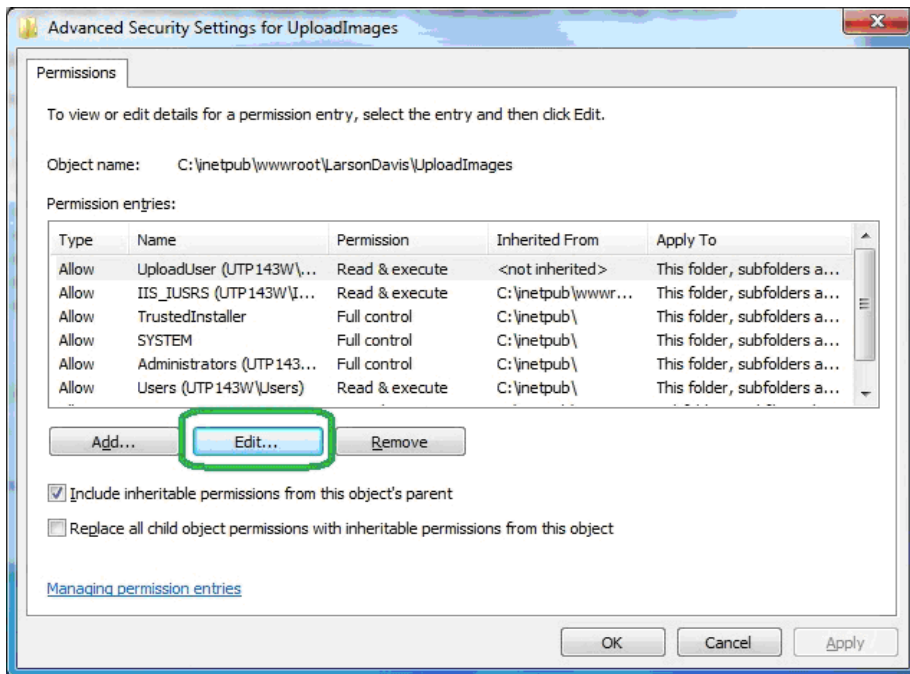 Advanced Security Settings for UploadImages
Permissions
To view or edit details for a permission entry, select the entry and then click Edit.
Object name: C:\inetpub\wwwroot\LarsonDavis\UploadImages
Permission entries:
Type Name Permission Inherited From Apply To
Allow UploadUser (UTP143W\... Read & execute <not inherited> This folder, subfolders a...
Allow IIS_IUSRS (UTP143W\I... Read & execute C:\inetpub\wwwr... This folder, subfolders a...
Allow TrustedInstaller Full control C:\inetpub\ This folder, subfolders a...
Allow SYSTEM Full control C:\inetpub\ This folder, subfolders a...
Allow Administrators (UTP143... Full control C:\inetpub\ This folder, subfolders a...
Allow Users (UTP143W\Users) Read & execute C:\inetpub\ This folder, subfolders a...
Add... Edit... Remove
Include inheritable permissions from this object's parent
Replace all child object permissions with inheritable permissions from this object
Managing permission entries
OK Cancel Apply